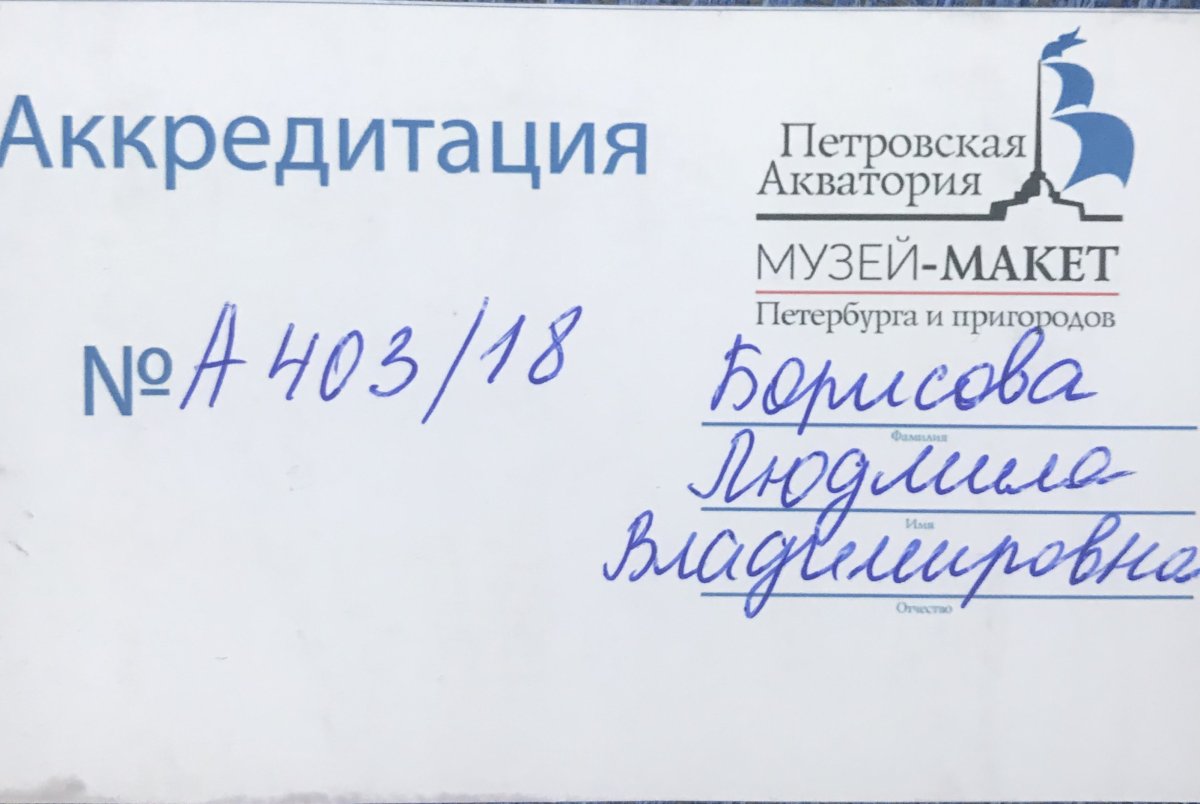 Аккредитация
Петровская
Акватория
МУЗЕЙ-МАКЕТ
Петербурга и пригородов
№ А 403/18
Борисова
Фамилия
Людмила
Имя
Владимировна
Отчество